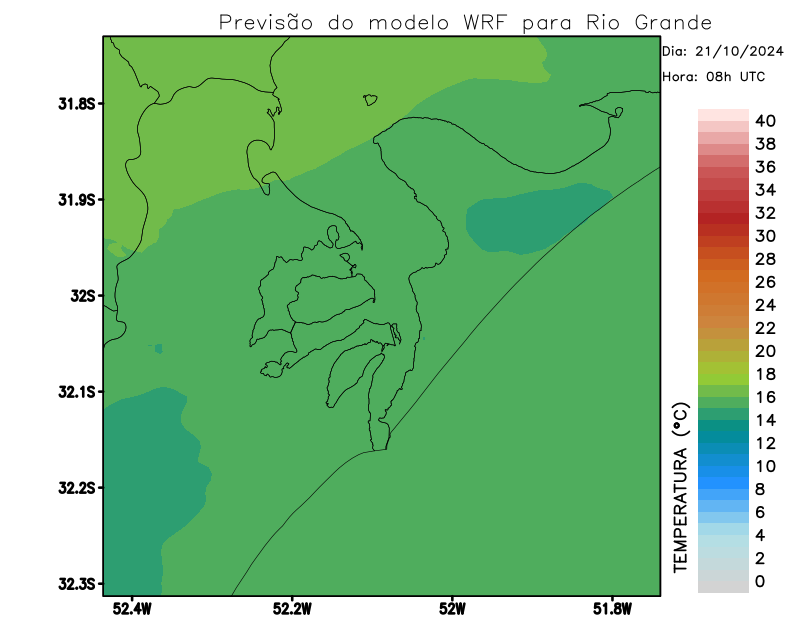 Previsão do modelo WRF para Rio Grande
Dia: 21/10/2024
Hora: 08h UTC
31.8S
31.9S
32S
32.1S
32.2S
32.3S
52.4W
52.2W
52W
51.8W
TEMPERATURA (°C)
40
38
36
34
32
30
28
26
24
22
20
18
16
14
12
10
8
6
4
2
0